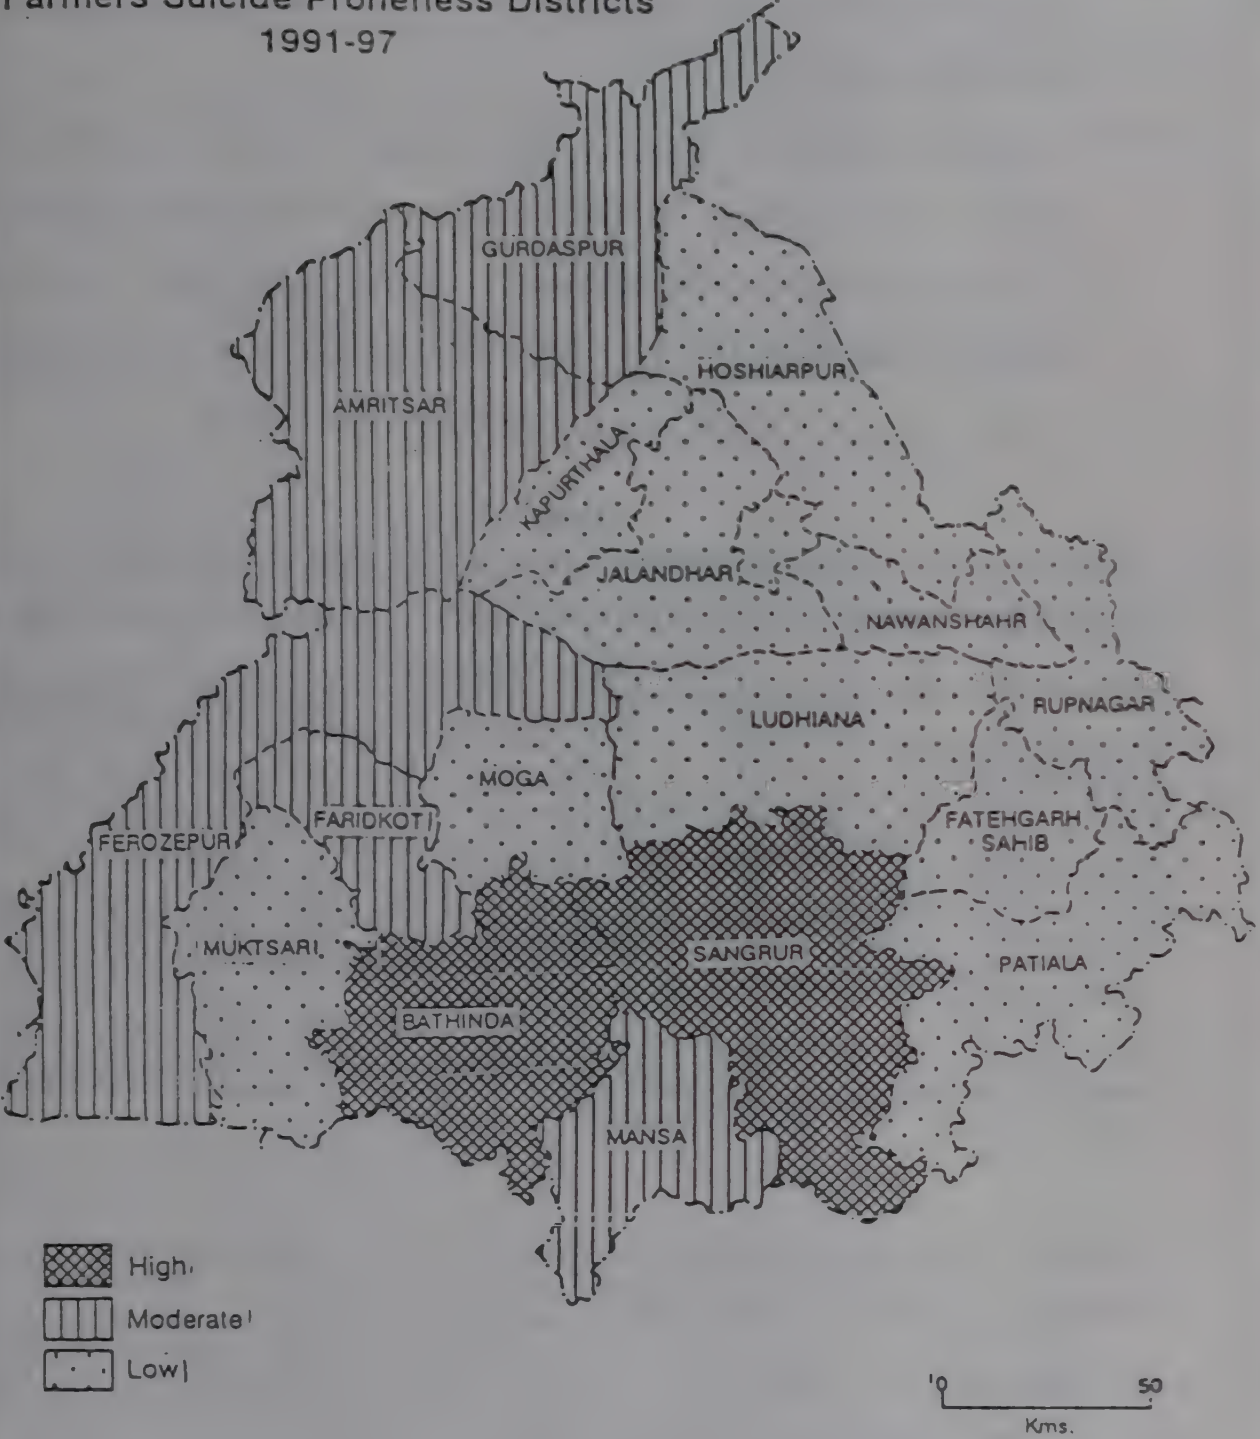 Farmers Suicide Proneness Districts
1991-97
GURDASPUR
HOSHIARPUR
AMRITSAR
KAPURTHALA
JALANDHAR
NAWANSHAHR
RUPNAGAR
LUDHIANA
MOGA
FARIDKOT
FEROZEPUR
FATEHGARH
SAHIB
MUKTSAR
SANGRUR
PATIALA
BATHINDA
MANSA
High
Moderate
Low
0 50
Kms.